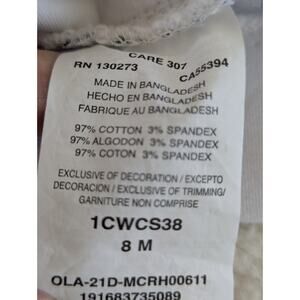 CARE 307
RN 130273 CA55394
MADE IN BANGLADESH
HECHO EN BANGLADESH
FABRIQUE AU BANGLADESH
97% COTTON 3% SPANDEX
97% ALGODON 3% SPANDEX
97% COTON 3% SPANDEX
EXCLUSIVE OF DECORATION / EXCEPTO
DECORACION / EXCLUSIVE OF TRIMMING/
GARNITURE NON COMPRISE
1CWCS38
8 M
OLA-21D-MCRH00611
191683735089